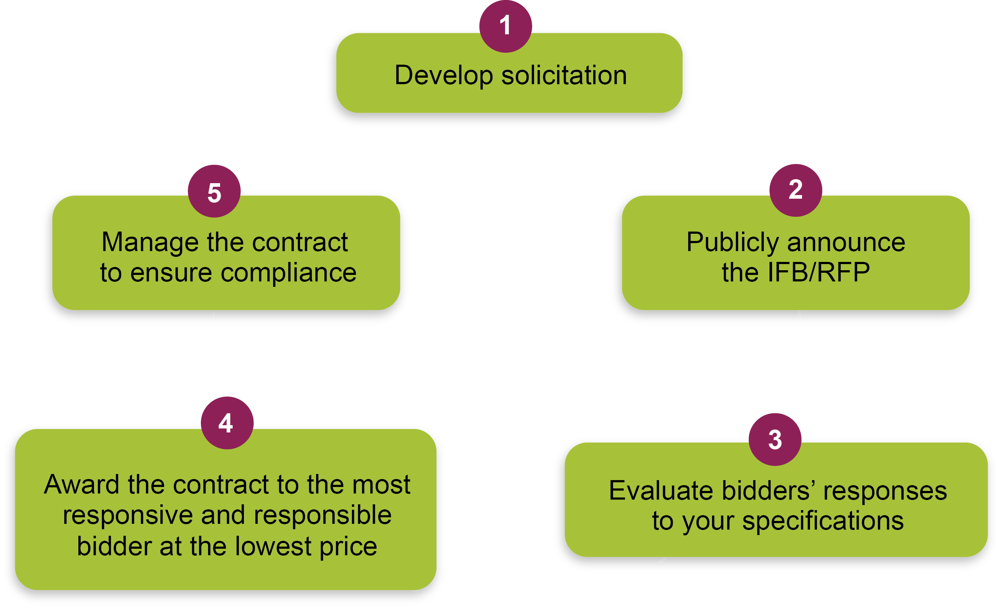 1
Develop solicitation
2
Publicly announce
the IFB/RFP
3
Evaluate bidders’ responses
to your specifications
4
Award the contract to the most
responsive and responsible
bidder at the lowest price
5
Manage the contract
to ensure compliance